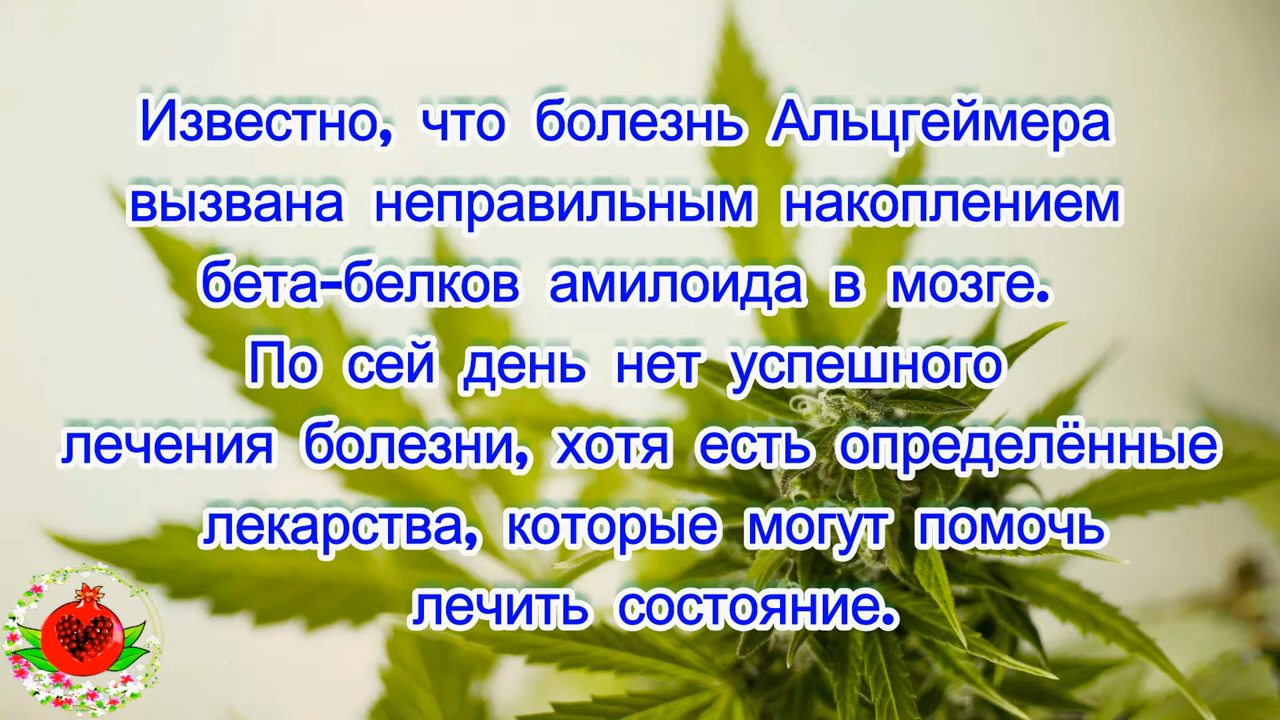 Известно, что болезнь Альцгеймера
вызвана неправильным накоплением
бета-белков амилоида в мозге.
По сей день нет успешного
лечения болезни, хотя есть определённые
лекарства, которые могут помочь
лечить состояние.